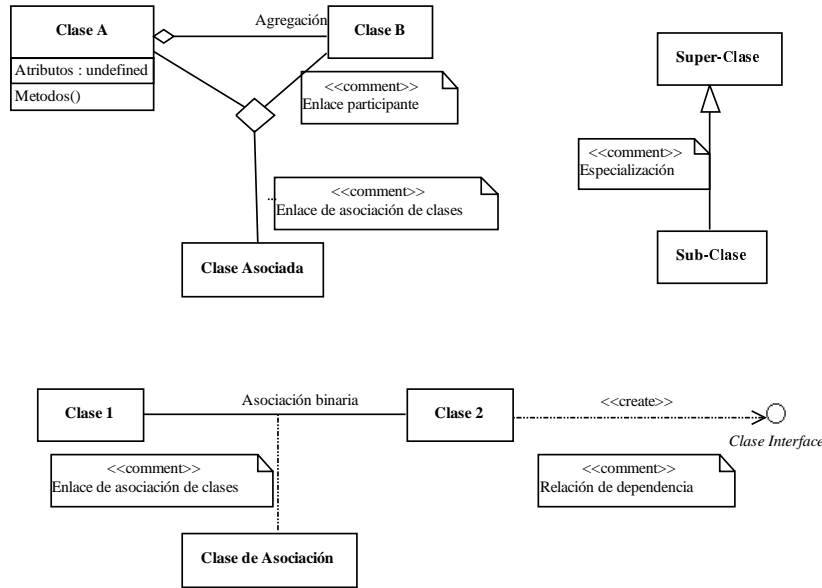 Agregación
Clase A
Clase B
Atributos : undefined
Metodos()
<<comment>>
Enlace participante
<<comment>>
Enlace de asociación de clases
Clase Asociada
Super-Clase
<<comment>>
Especialización
Sub-Clase
Clase 1
Asociación binaria
Clase 2
<<create>>
Clase Interface
<<comment>>
Enlace de asociación de clases
<<comment>>
Relación de dependencia
Clase de Asociación